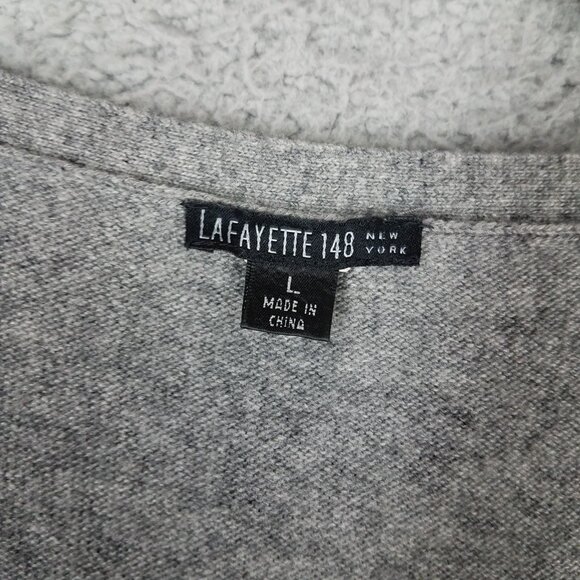 LAFAYETTE 148 NEW YORK
L
MADE IN
CHINA